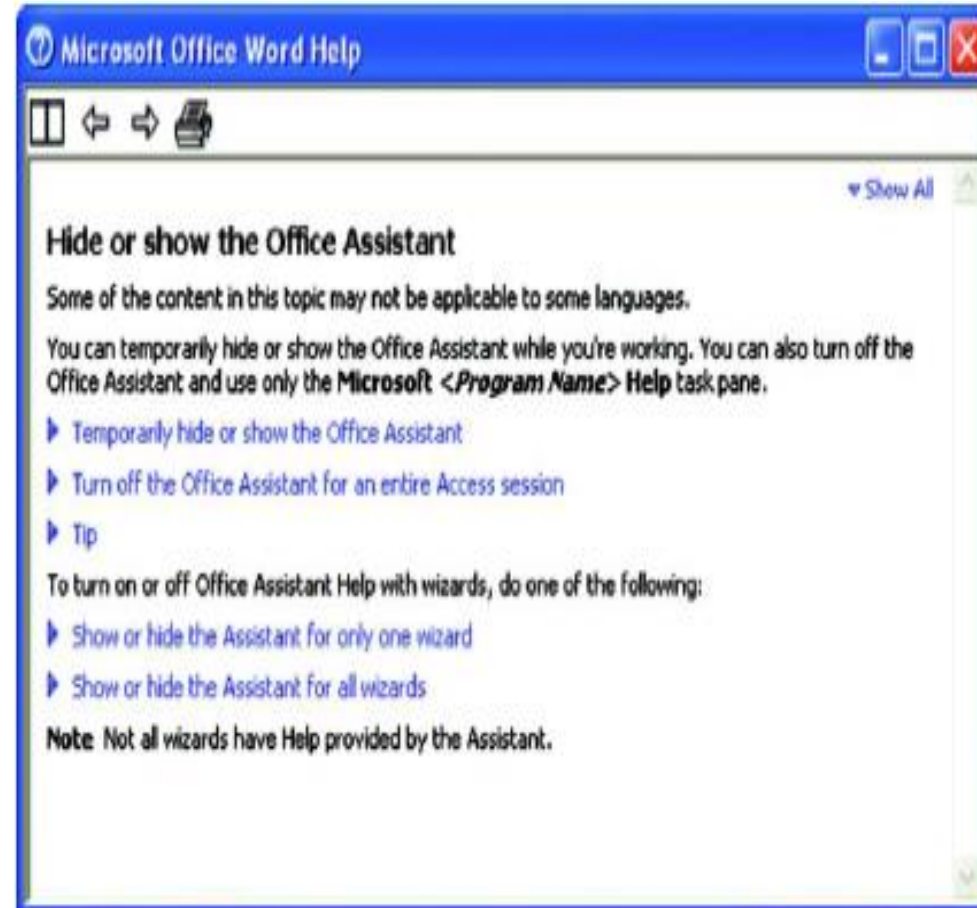 Microsoft Office Word Help
Show All
Hide or show the Office Assistant
Some of the content in this topic may not be applicable to some languages.
You can temporarily hide or show the Office Assistant while you're working. You can also turn off the
Office Assistant and use only the Microsoft <Program Name> Help task pane.
Temporarily hide or show the Office Assistant
Turn off the Office Assistant for an entire Access session
Tip
To turn on or off Office Assistant Help with wizards, do one of the following:
Show or hide the Assistant for only one wizard
Show or hide the Assistant for all wizards
Note Not all wizards have Help provided by the Assistant.